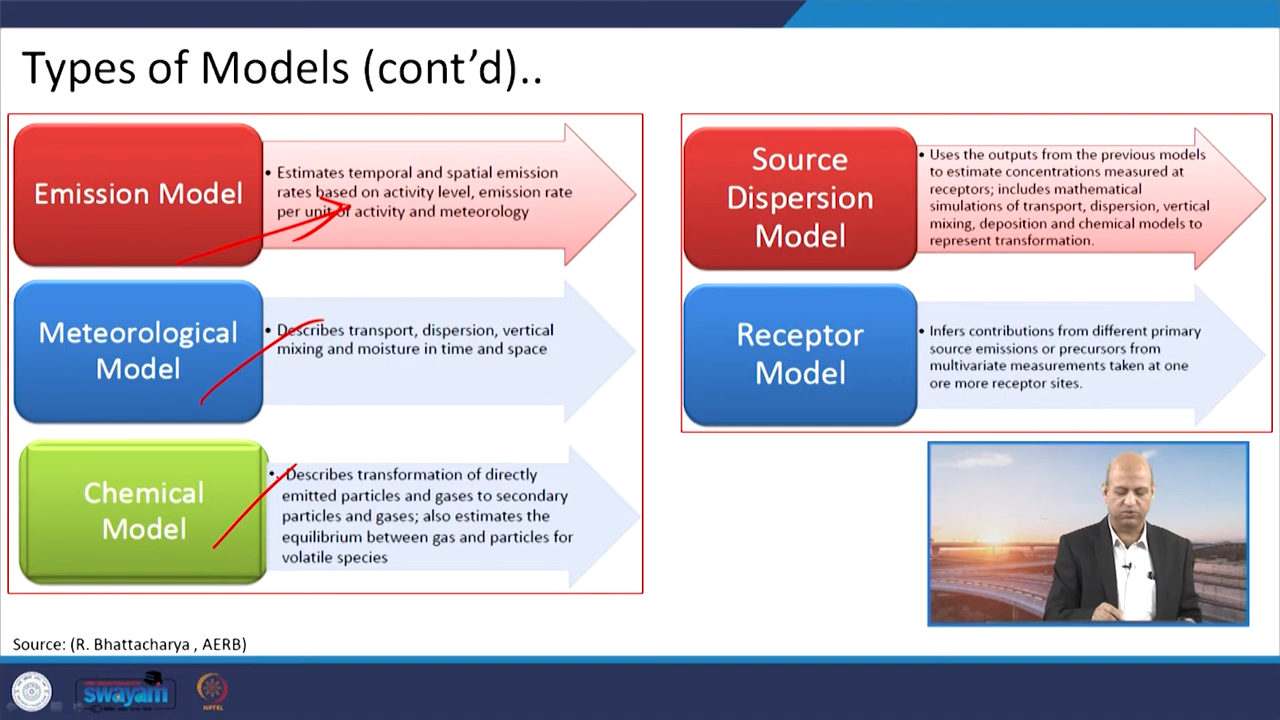 Types of Models (cont’d)..
Emission Model
• Estimates temporal and spatial emission
rates based on activity level, emission rate
per unit of activity and meteorology
Meteorological
Model
• Describes transport, dispersion, vertical
mixing and moisture in time and space
Chemical
Model
•. Describes transformation of directly
emitted particles and gases to secondary
particles and gases; also estimates the
equilibrium between gas and particles for
volatile species
Source
Dispersion
Model
• Uses the outputs from the previous models
to estimate concentrations measured at
receptors; includes mathematical
simulations of transport, dispersion, vertical
mixing, deposition and chemical models to
represent transformation.
Receptor
Model
• Infers contributions from different primary
source emissions or precursors from
multivariate measurements taken at one
ore more receptor sites.
Source: (R. Bhattacharya , AERB)
swayam
NPTEL